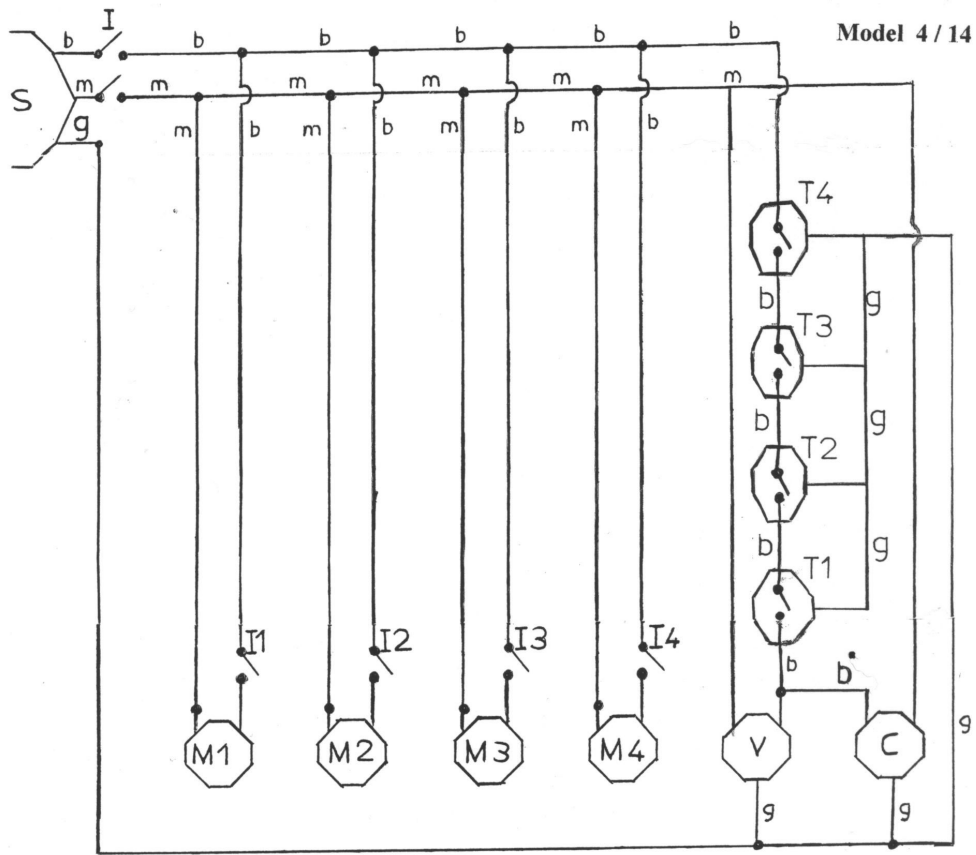 I
Model 4 / 14
b b b b b b
S m m m m m m
g
m b m b m b m b
T4
b g
T3
b g
T2
b g
T1
I1 I2 I3 I4
b b
M1 M2 M3 M4 V C
g
g g